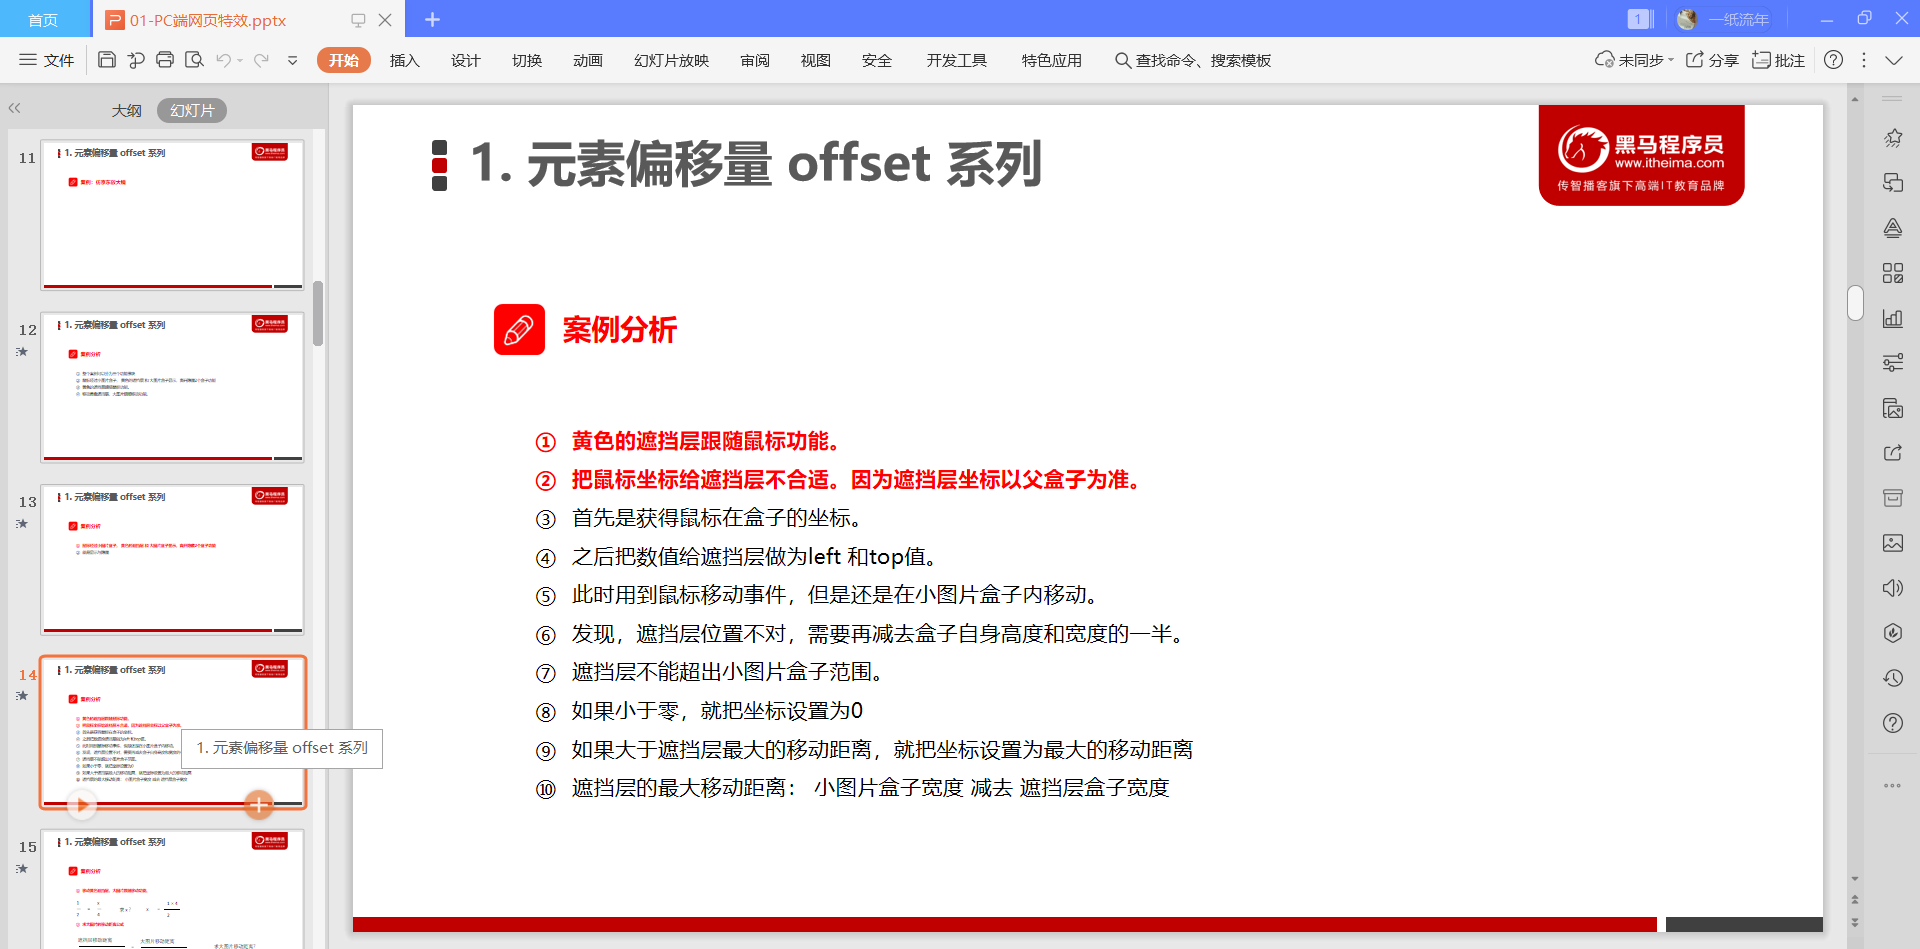 首页
01-PC端网页特效.pptx
1
一纸流年
文件
开始
插入
设计
切换
动画
幻灯片放映
审阅
视图
安全
开发工具
特色应用
查找命令、搜索模板
未同步
分享
批注
大纲
幻灯片
11
1. 元素偏移量 offset 系列
12
1. 元素偏移量 offset 系列
案例分析
13
1. 元素偏移量 offset 系列
案例分析
14
1. 元素偏移量 offset 系列
案例分析
1. 元素偏移量 offset 系列
15
1. 元素偏移量 offset 系列
案例分析
1. 元素偏移量 offset 系列
黑马程序员
www.itheima.com
传智播客旗下高端IT教育品牌
案例分析
① 黄色的遮挡层跟随鼠标功能。
② 把鼠标坐标给遮挡层不合适。因为遮挡层坐标以父盒子为准。
③ 首先是获得鼠标在盒子的坐标。
④ 之后把数值给遮挡层做为left 和top值。
⑤ 此时用到鼠标移动事件，但是还是在小图片盒子内移动。
⑥ 发现，遮挡层位置不对，需要再减去盒子自身高度和宽度的一半。
⑦ 遮挡层不能超出小图片盒子范围。
⑧ 如果小于零，就把坐标设置为0
⑨ 如果大于遮挡层最大的移动距离，就把坐标设置为最大的移动距离
⑩ 遮挡层的最大移动距离： 小图片盒子宽度 减去 遮挡层盒子宽度